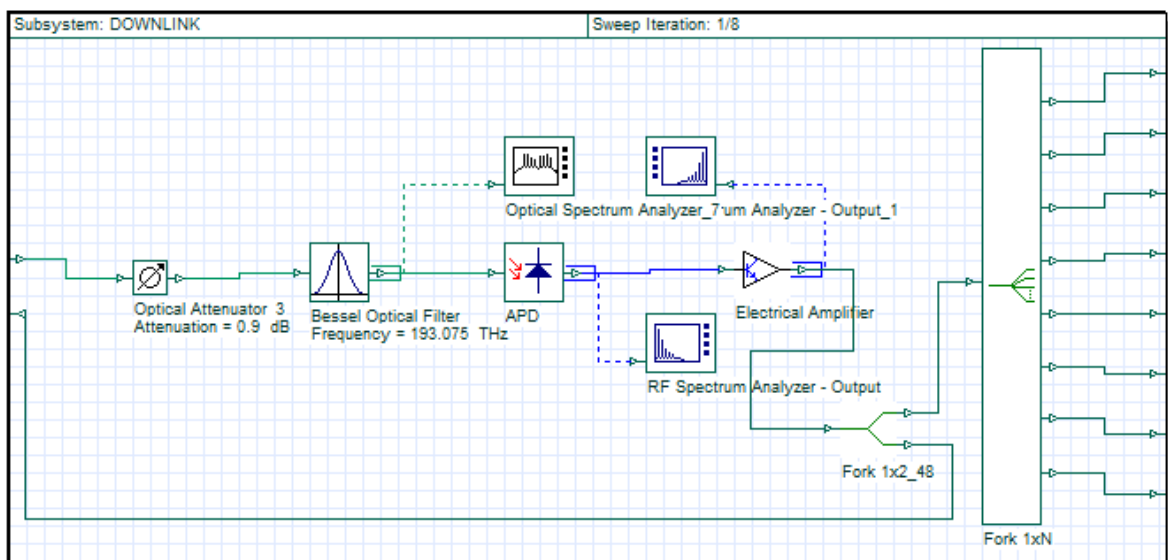 Subsystem: DOWNLINK
Sweep Iteration: 1/8
Optical Spectrum Analyzer_7
um Analyzer - Output_1
Optical Attenuator 3
Attenuation = 0.9 dB
Bessel Optical Filter
Frequency = 193.075 THz
APD
Electrical Amplifier
RF Spectrum Analyzer - Output
Fork 1x2_48
Fork 1xN